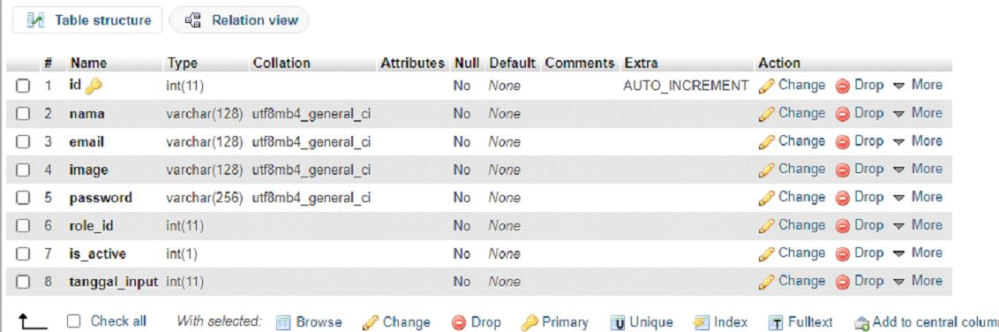 Table structure Relation view
# Name Type Collation Attributes Null Default Comments Extra Action
1 id int(11) No None AUTO_INCREMENT Change Drop More
2 nama varchar(128) utf8mb4_general_ci No None Change Drop More
3 email varchar(128) utf8mb4_general_ci No None Change Drop More
4 image varchar(128) utf8mb4_general_ci No None Change Drop More
5 password varchar(256) utf8mb4_general_ci No None Change Drop More
6 role_id int(11) No None Change Drop More
7 is_active int(1) No None Change Drop More
8 tanggal_input int(11) No None Change Drop More
Check all With selected: Browse Change Drop Primary Unique Index Fulltext Add to central